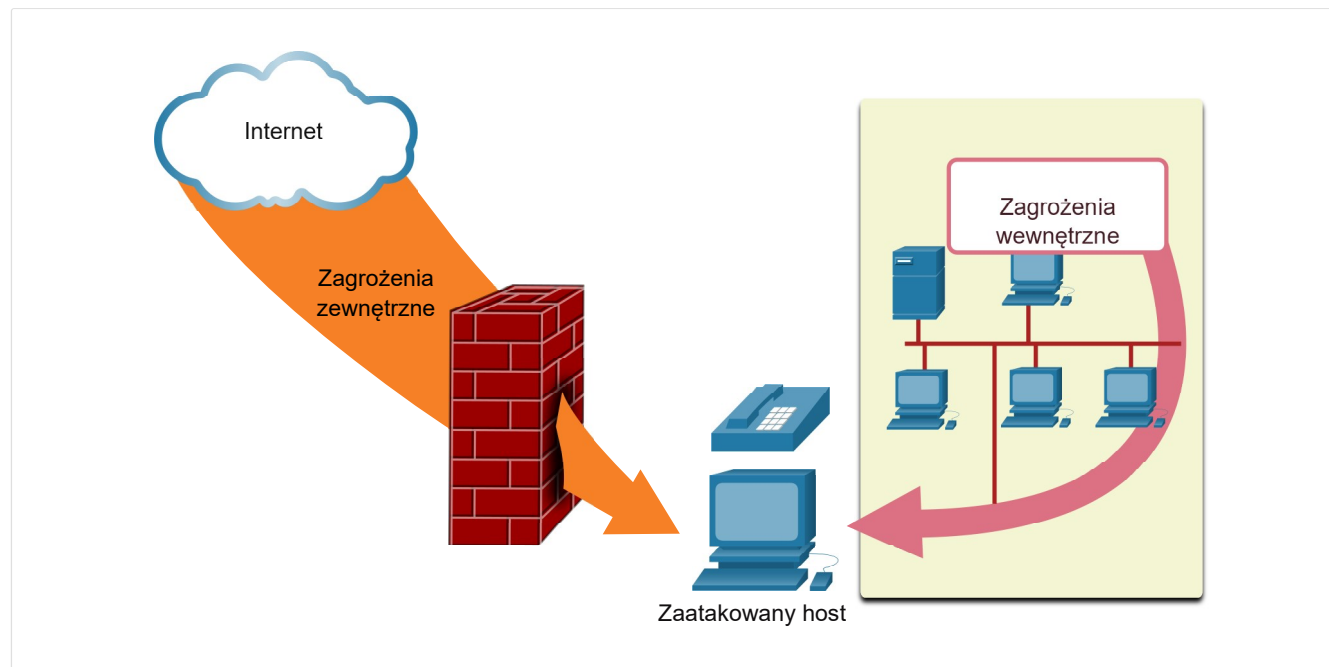 Internet
Zagrożenia
zewnętrzne
Zagrożenia
wewnętrzne
Zaatakowany host